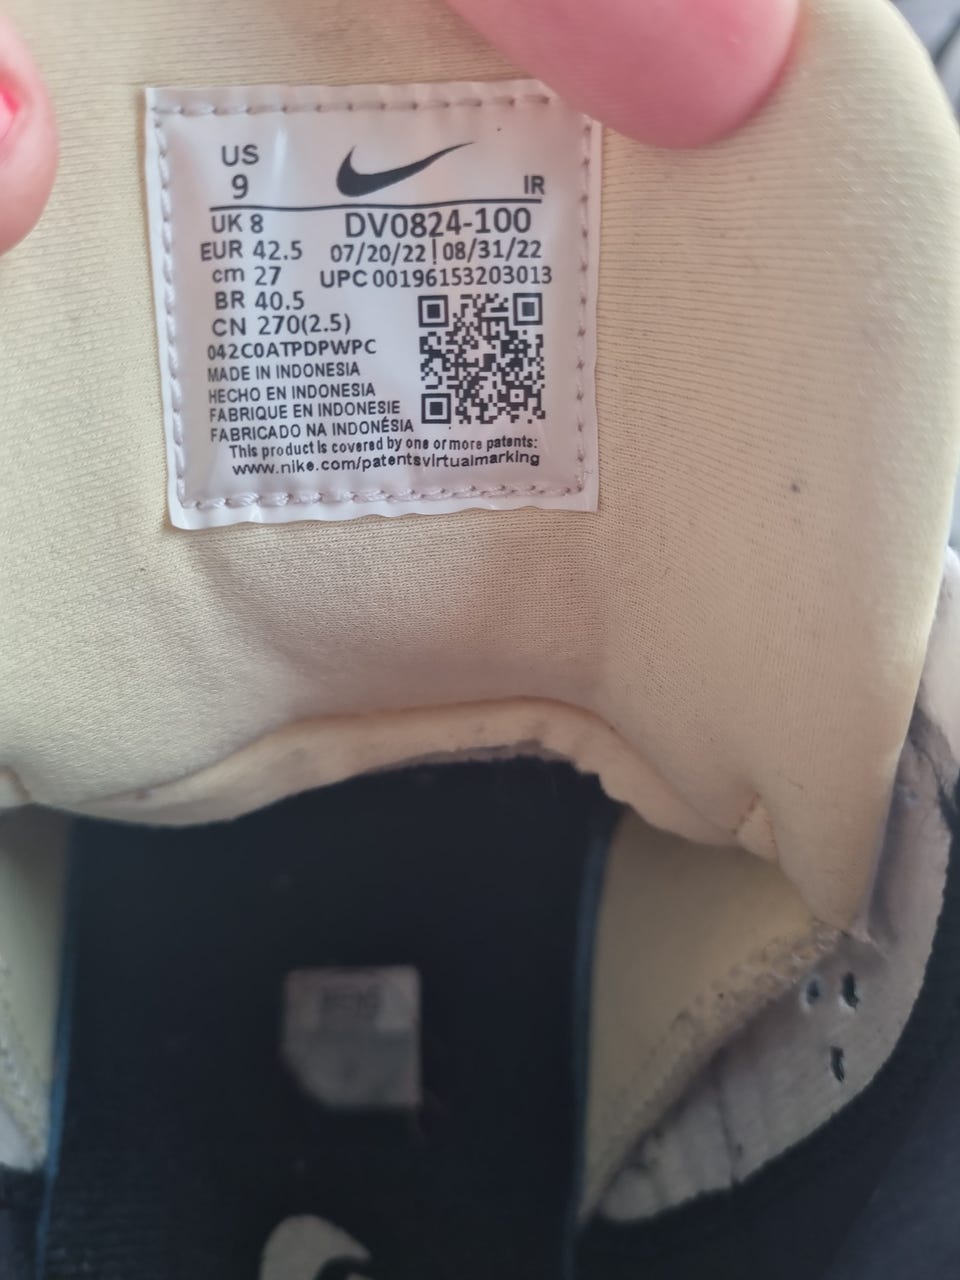 US
9
IR
UK 8
DV0824-100
EUR 42.5
07/20/22 | 08/31/22
cm 27
UPC 00196153203013
BR 40.5
CN 270(2.5)
042C0ATPDPWPC
MADE IN INDONESIA
HECHO EN INDONESIA
FABRIQUE EN INDONESIE
FABRICADO NA INDONÉSIA
This product is covered by one or more patents:
www.nike.com/patentsvirtualmarking